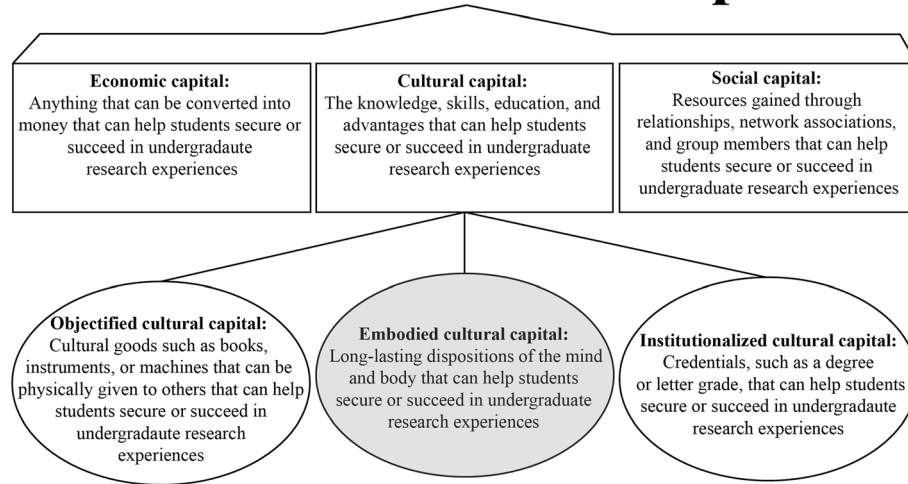 Economic capital:
Anything that can be converted into
money that can help students secure or
succeed in undergradaute
research experiences
Cultural capital:
The knowledge, skills, education, and
advantages that can help students
secure or succeed in undergraduate
research experiences
Social capital:
Resources gained through
relationships, network associations,
and group members that can help
students secure or succeed in
undergraduate research experiences
Objectified cultural capital:
Cultural goods such as books,
instruments, or machines that can be
physically given to others that can help
students secure or succeed in
undergradaute research
experiences
Embodied cultural capital:
Long-lasting dispositions of the mind
and body that can help students
secure or succeed in undergraduate
research experiences
Institutionalized cultural capital:
Credentials, such as a degree
or letter grade, that can help students
secure or succeed in undergradaute
research experiences